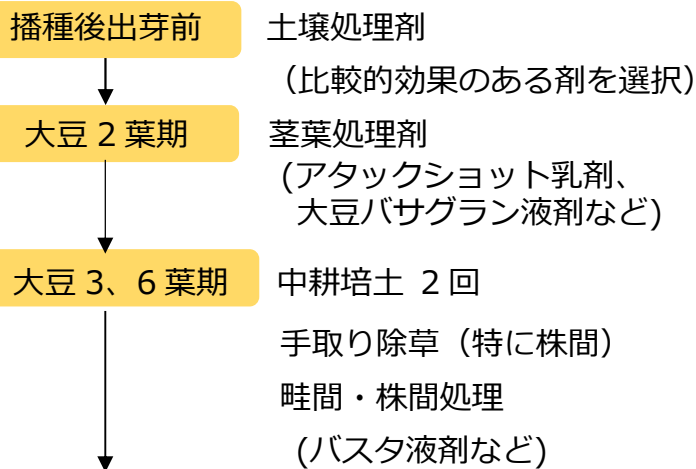 播種後出芽前 土壌処理剤
（比較的効果のある剤を選択）
大豆 2 葉期 茎葉処理剤
(アタックショット乳剤、
大豆バサグラン液剤など)
大豆 3、6 葉期 中耕培土 2 回
手取り除草（特に株間）
畦間・株間処理
(バスタ液剤など)